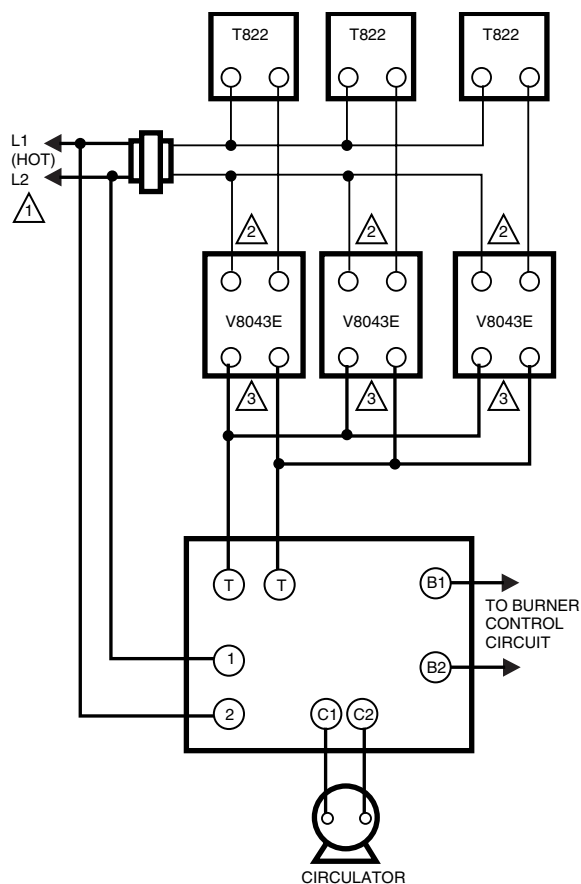 T822
T822
T822
L1
(HOT)
L2
1
2
2
2
V8043E
V8043E
V8043E
3
3
3
T
T
B1
TO BURNER
CONTROL
CIRCUIT
1
B2
2
C1
C2
CIRCULATOR